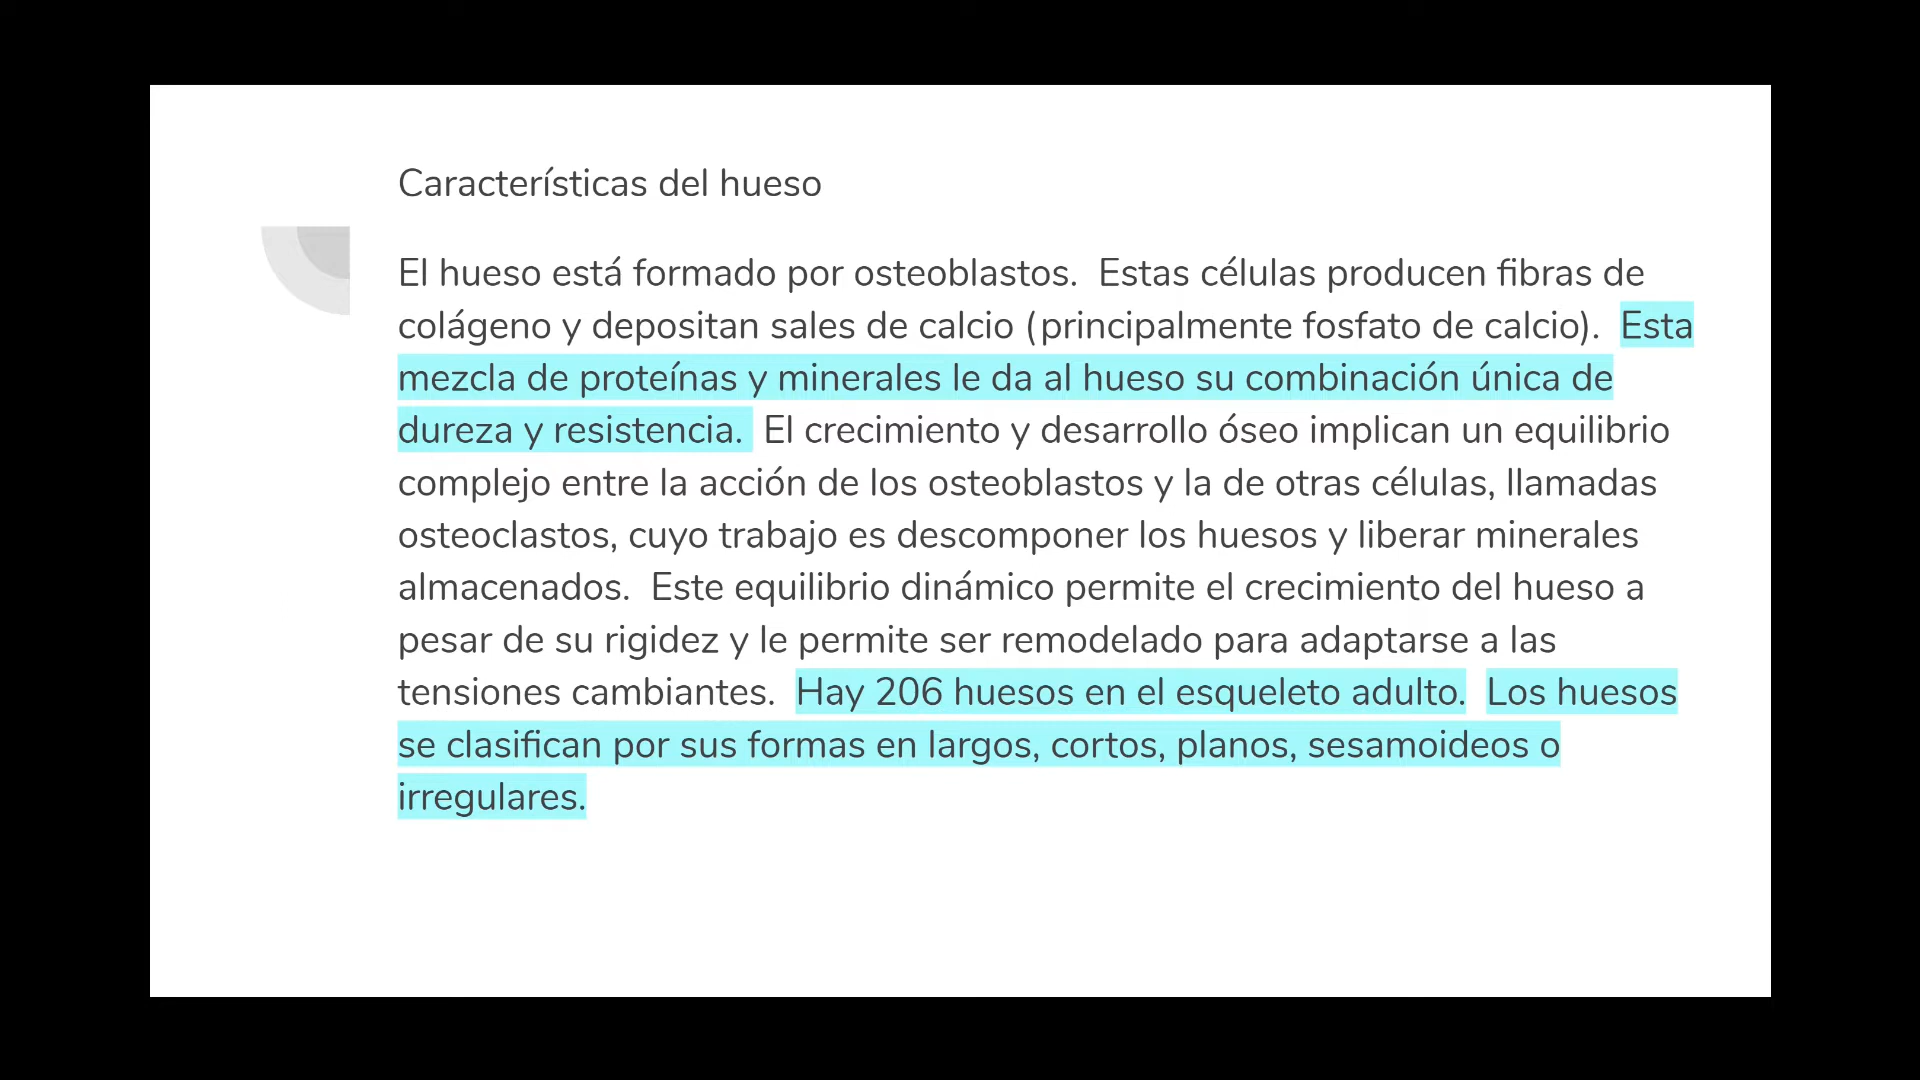 Características del hueso
El hueso está formado por osteoblastos.  Estas células producen fibras de
colágeno y depositan sales de calcio (principalmente fosfato de calcio).  Esta
mezcla de proteínas y minerales le da al hueso su combinación única de
dureza y resistencia.  El crecimiento y desarrollo óseo implican un equilibrio
complejo entre la acción de los osteoblastos y la de otras células, llamadas
osteoclastos, cuyo trabajo es descomponer los huesos y liberar minerales
almacenados.  Este equilibrio dinámico permite el crecimiento del hueso a
pesar de su rigidez y le permite ser remodelado para adaptarse a las
tensiones cambiantes.  Hay 206 huesos en el esqueleto adulto.  Los huesos
se clasifican por sus formas en largos, cortos, planos, sesamoideos o
irregulares.